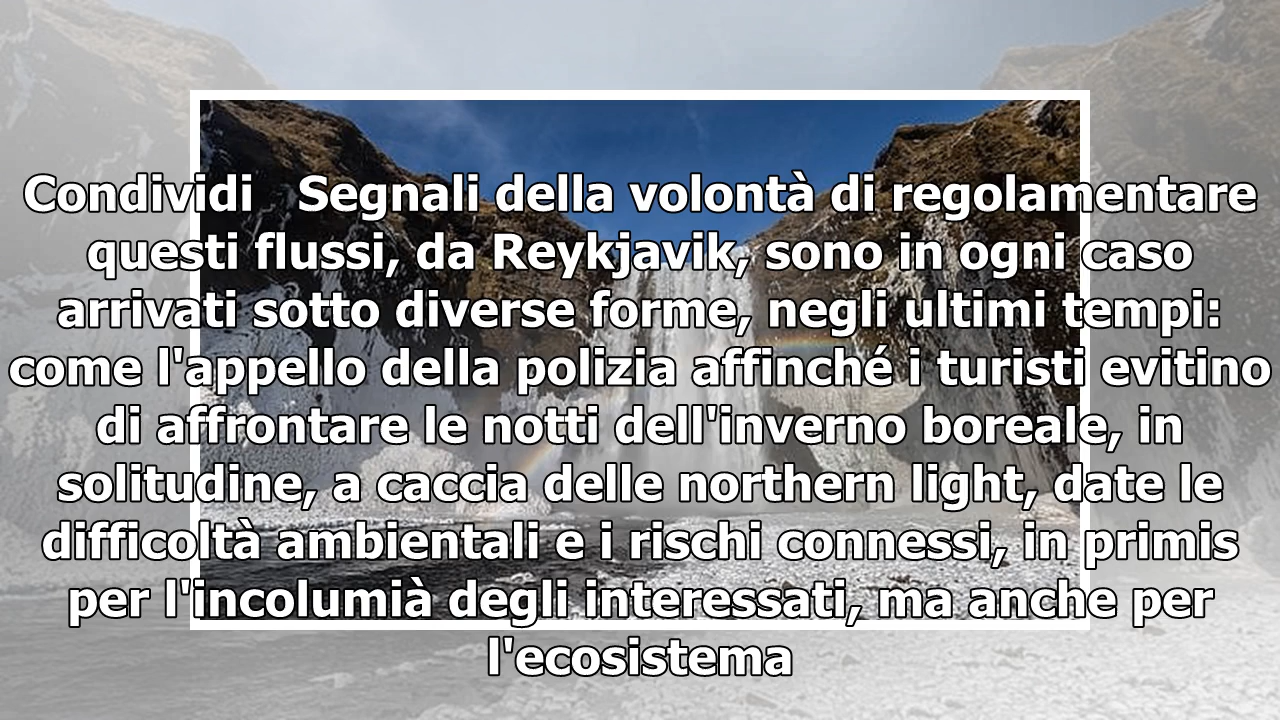 Condividi   Segnali della volontà di regolamentare
questi flussi, da Reykjavik, sono in ogni caso
arrivati sotto diverse forme, negli ultimi tempi:
come l'appello della polizia affinché i turisti evitino
di affrontare le notti dell'inverno boreale, in
solitudine, a caccia delle northern light, date le
difficoltà ambientali e i rischi connessi, in primis
per l'incolumià degli interessati, ma anche per
l'ecosistema